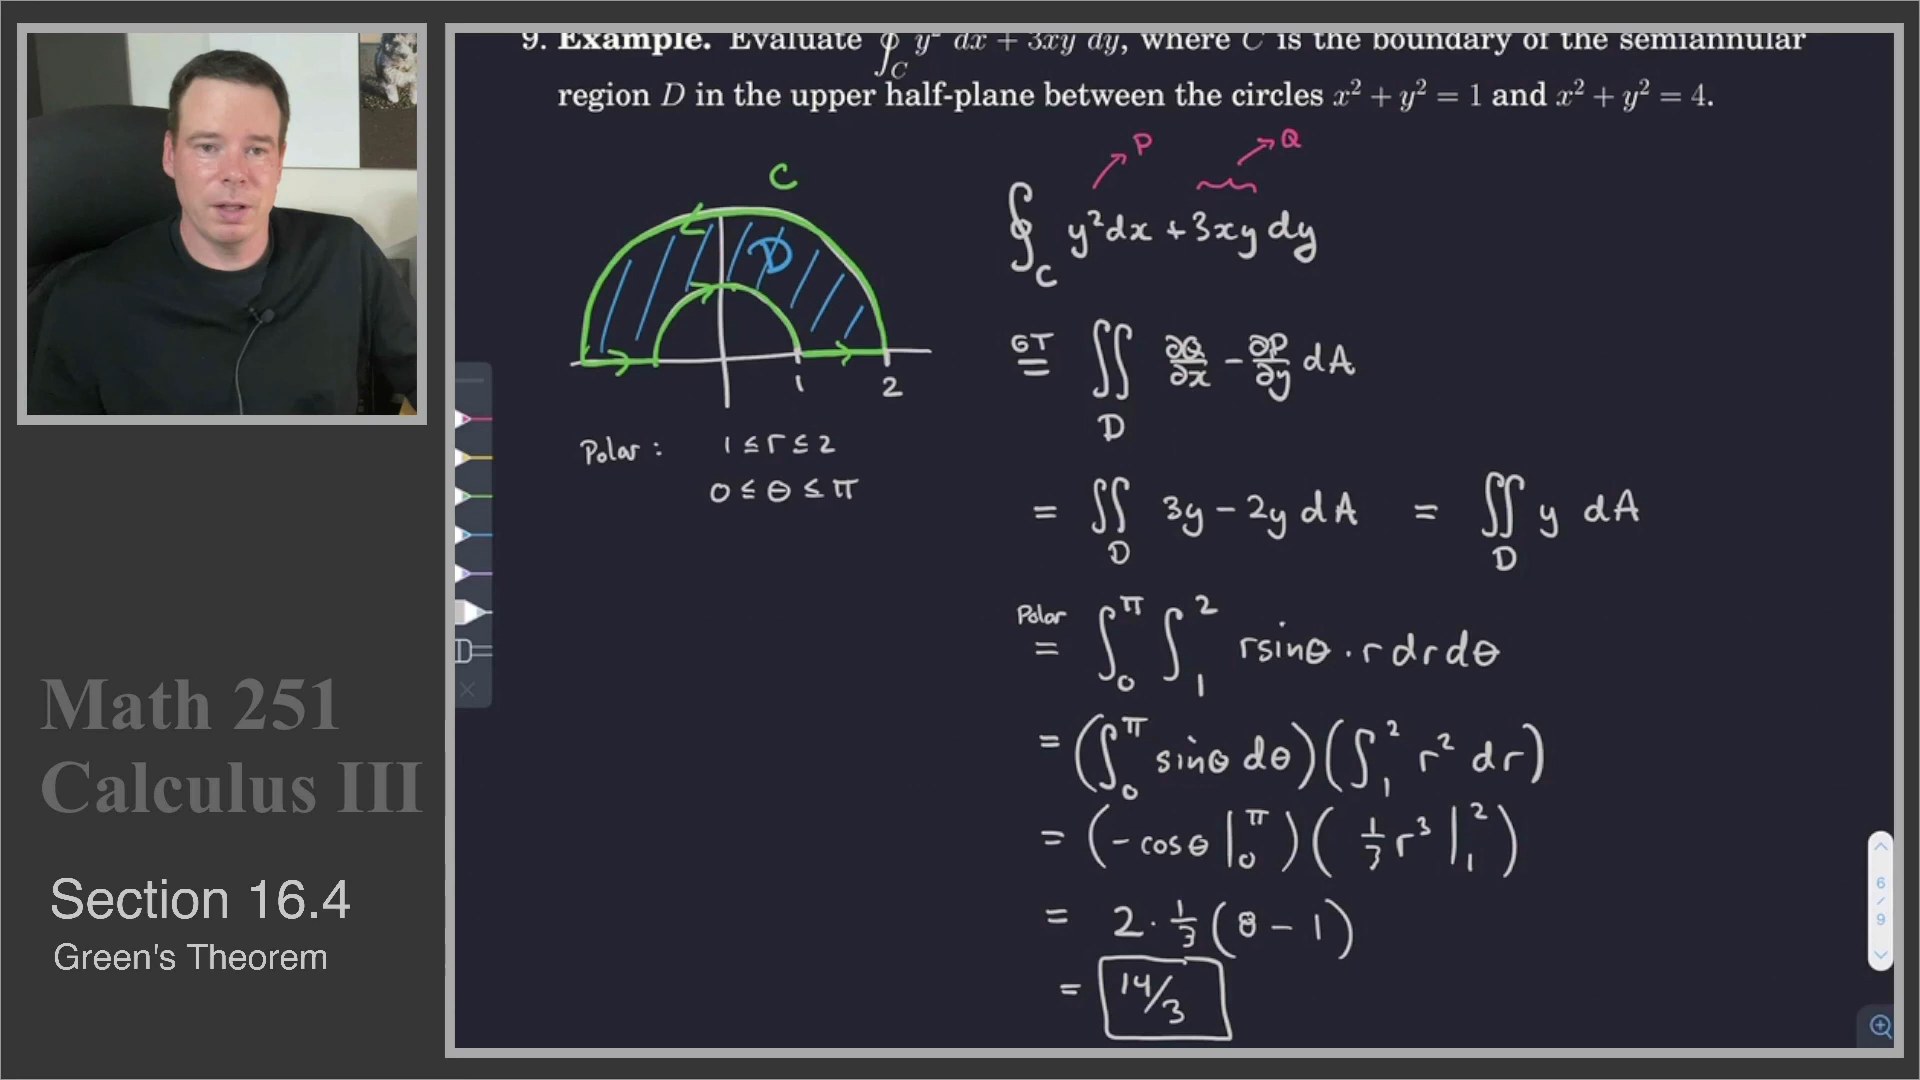 9. Example. Evaluate ∮_C y² dx + 3xy dy, where C is the boundary of the semiannular
region D in the upper half-plane between the circles x² + y² = 1 and x² + y² = 4.
C
D
1
2
Polar : 1 ≤ r ≤ 2
0 ≤ θ ≤ π
P
Q
∮_C y²dx + 3xy dy
GT = ∬_D ∂Q/∂x − ∂P/∂y dA
= ∬_D 3y − 2y dA = ∬_D y dA
Polar = ∫_0^π ∫_1^2 r sinθ · r dr dθ
= (∫_0^π sinθ dθ)(∫_1^2 r² dr)
= (−cosθ |_0^π)(1/3 r³ |_1^2)
= 2 · 1/3 (8 − 1)
= 14/3
Math 251
Calculus III
Section 16.4
Green's Theorem
6
/
9